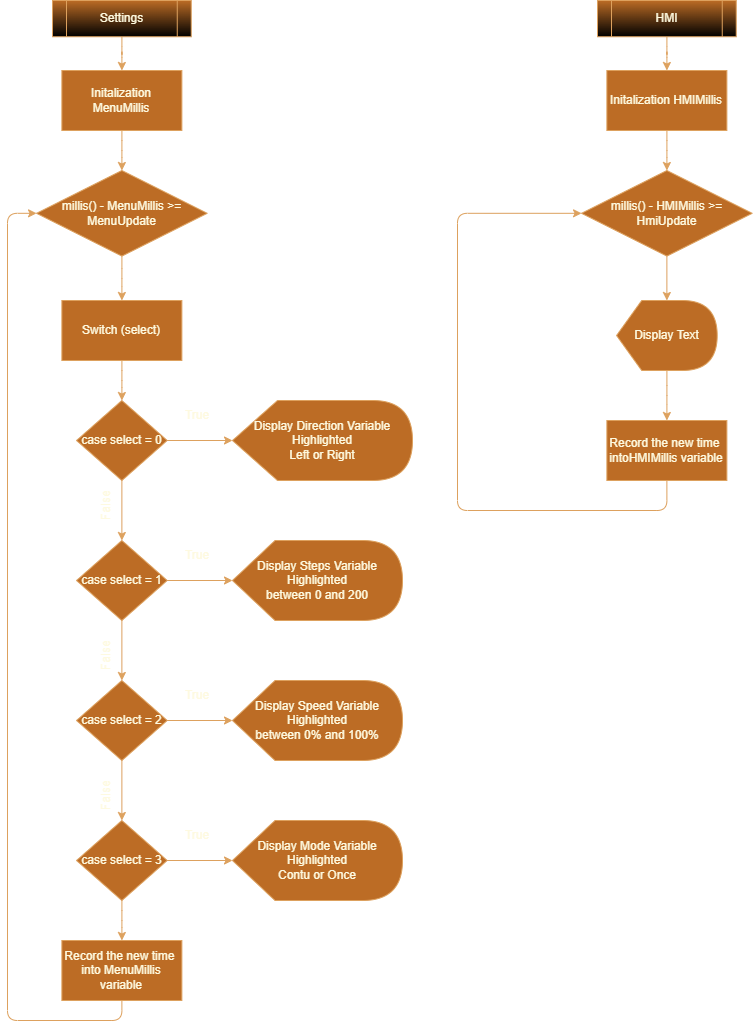 Settings
Initalization
MenuMillis
millis() - MenuMillis >=
MenuUpdate
Switch (select)
case select = 0
True
Display Direction Variable
Highlighted
Left or Right
False
case select = 1
True
Display Steps Variable
Highlighted
between 0 and 200
False
case select = 2
True
Display Speed Variable
Highlighted
between 0% and 100%
False
case select = 3
True
Display Mode Variable
Highlighted
Contu or Once
Record the new time
into MenuMillis
variable
HMI
Initalization HMIMillis
millis() - HMIMillis >=
HmiUpdate
Display Text
Record the new time
intoHMIMillis variable